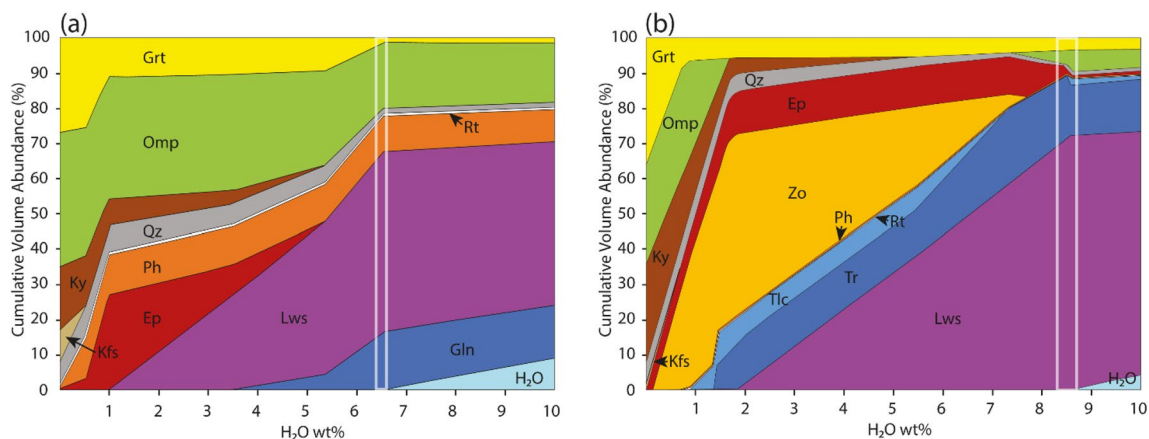 (a)
Cumulative Volume Abundance (%)
100
90
80
70
60
50
40
30
20
10
0
Grt
Omp
Rt
Qz
Ky
Ph
Kfs
Ep
Lws
Gln
H₂O
1 2 3 4 5 6 7 8 9 10
H₂O wt%
(b)
Cumulative Volume Abundance (%)
100
90
80
70
60
50
40
30
20
10
0
Grt
Qz
Ep
Omp
Zo
Ph
Rt
Ky
Tlc
Tr
Lws
Kfs
H₂O
1 2 3 4 5 6 7 8 9 10
H₂O wt%